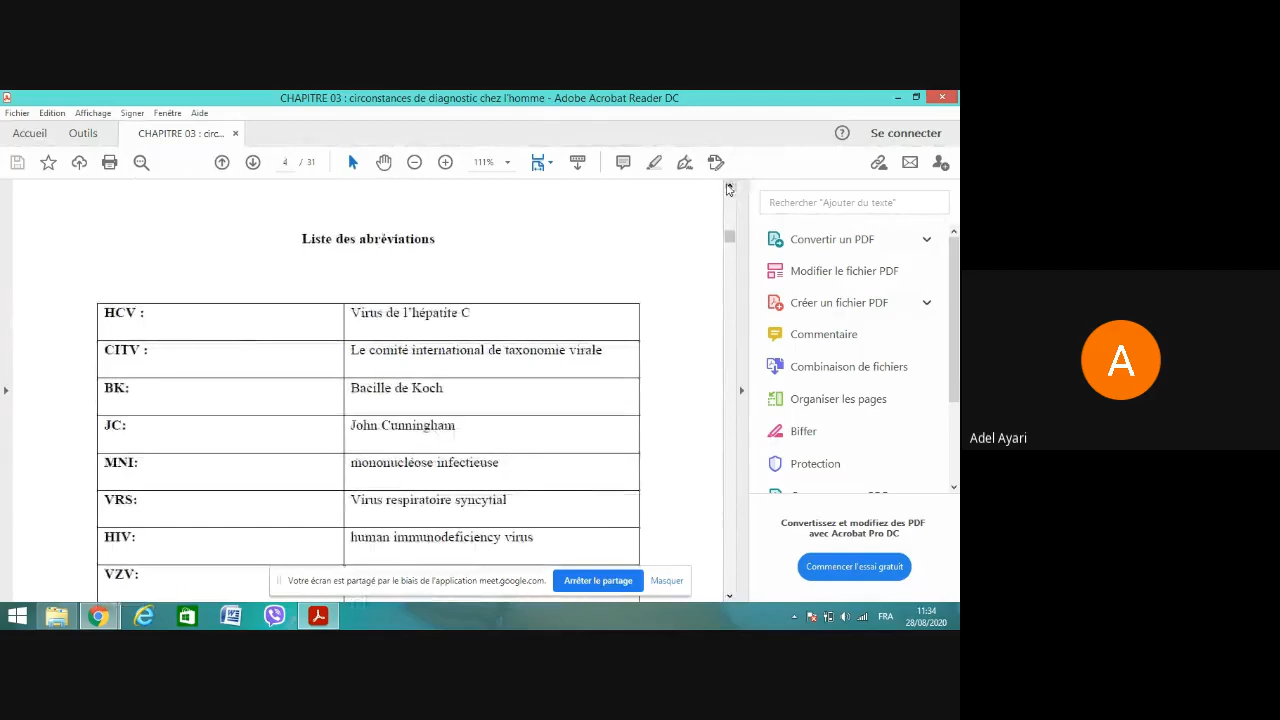 CHAPITRE 03 : circonstances de diagnostic chez l'homme - Adobe Acrobat Reader DC
Fichier Edition Affichage Signer Fenêtre Aide
Accueil Outils CHAPITRE 03 : circ... × Se connecter
4 / 31 111%
Liste des abréviations
HCV : Virus de l'hépatite C
CITV : Le comité international de taxonomie virale
BK: Bacille de Koch
JC: John Cunningham
MNI: mononucléose infectieuse
VRS: Virus respiratoire syncytial
HIV: human immunodeficiency virus
VZV:
Rechercher "Ajouter du texte"
Convertir un PDF
Modifier le fichier PDF
Créer un fichier PDF
Commentaire
Combinaison de fichiers
Organiser les pages
Biffer
Protection
Convertissez et modifiez des PDF
avec Acrobat Pro DC
Commencer l'essai gratuit
Votre écran est partagé par le biais de l'application meet.google.com. Arrêter le partage Masquer
FRA 11:34
28/08/2020
A
Adel Ayari